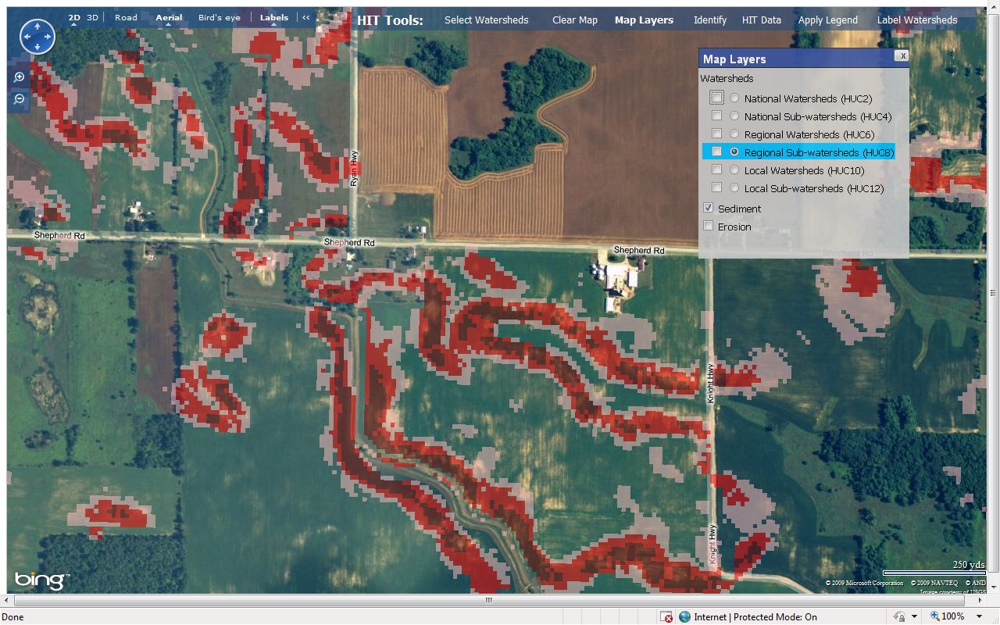 2D 3D Road Aerial Bird's eye Labels <<
HIT Tools: Select Watersheds Clear Map Map Layers Identify HIT Data Apply Legend Label Watersheds
Map Layers x
Watersheds
National Watersheds (HUC2)
National Sub-watersheds (HUC4)
Regional Watersheds (HUC6)
Regional Sub-watersheds (HUC8)
Local Watersheds (HUC10)
Local Sub-watersheds (HUC12)
Sediment
Erosion
Ryan Hwy
Shepherd Rd
Shepherd Rd
Shepherd Rd
Shepherd Rd
Knight Hwy
Knight Hwy
250 yds
bing™
© 2009 Microsoft Corporation © 2009 NAVTEQ © AND
Image courtesy of USGS
Done
Internet | Protected Mode: On
100%